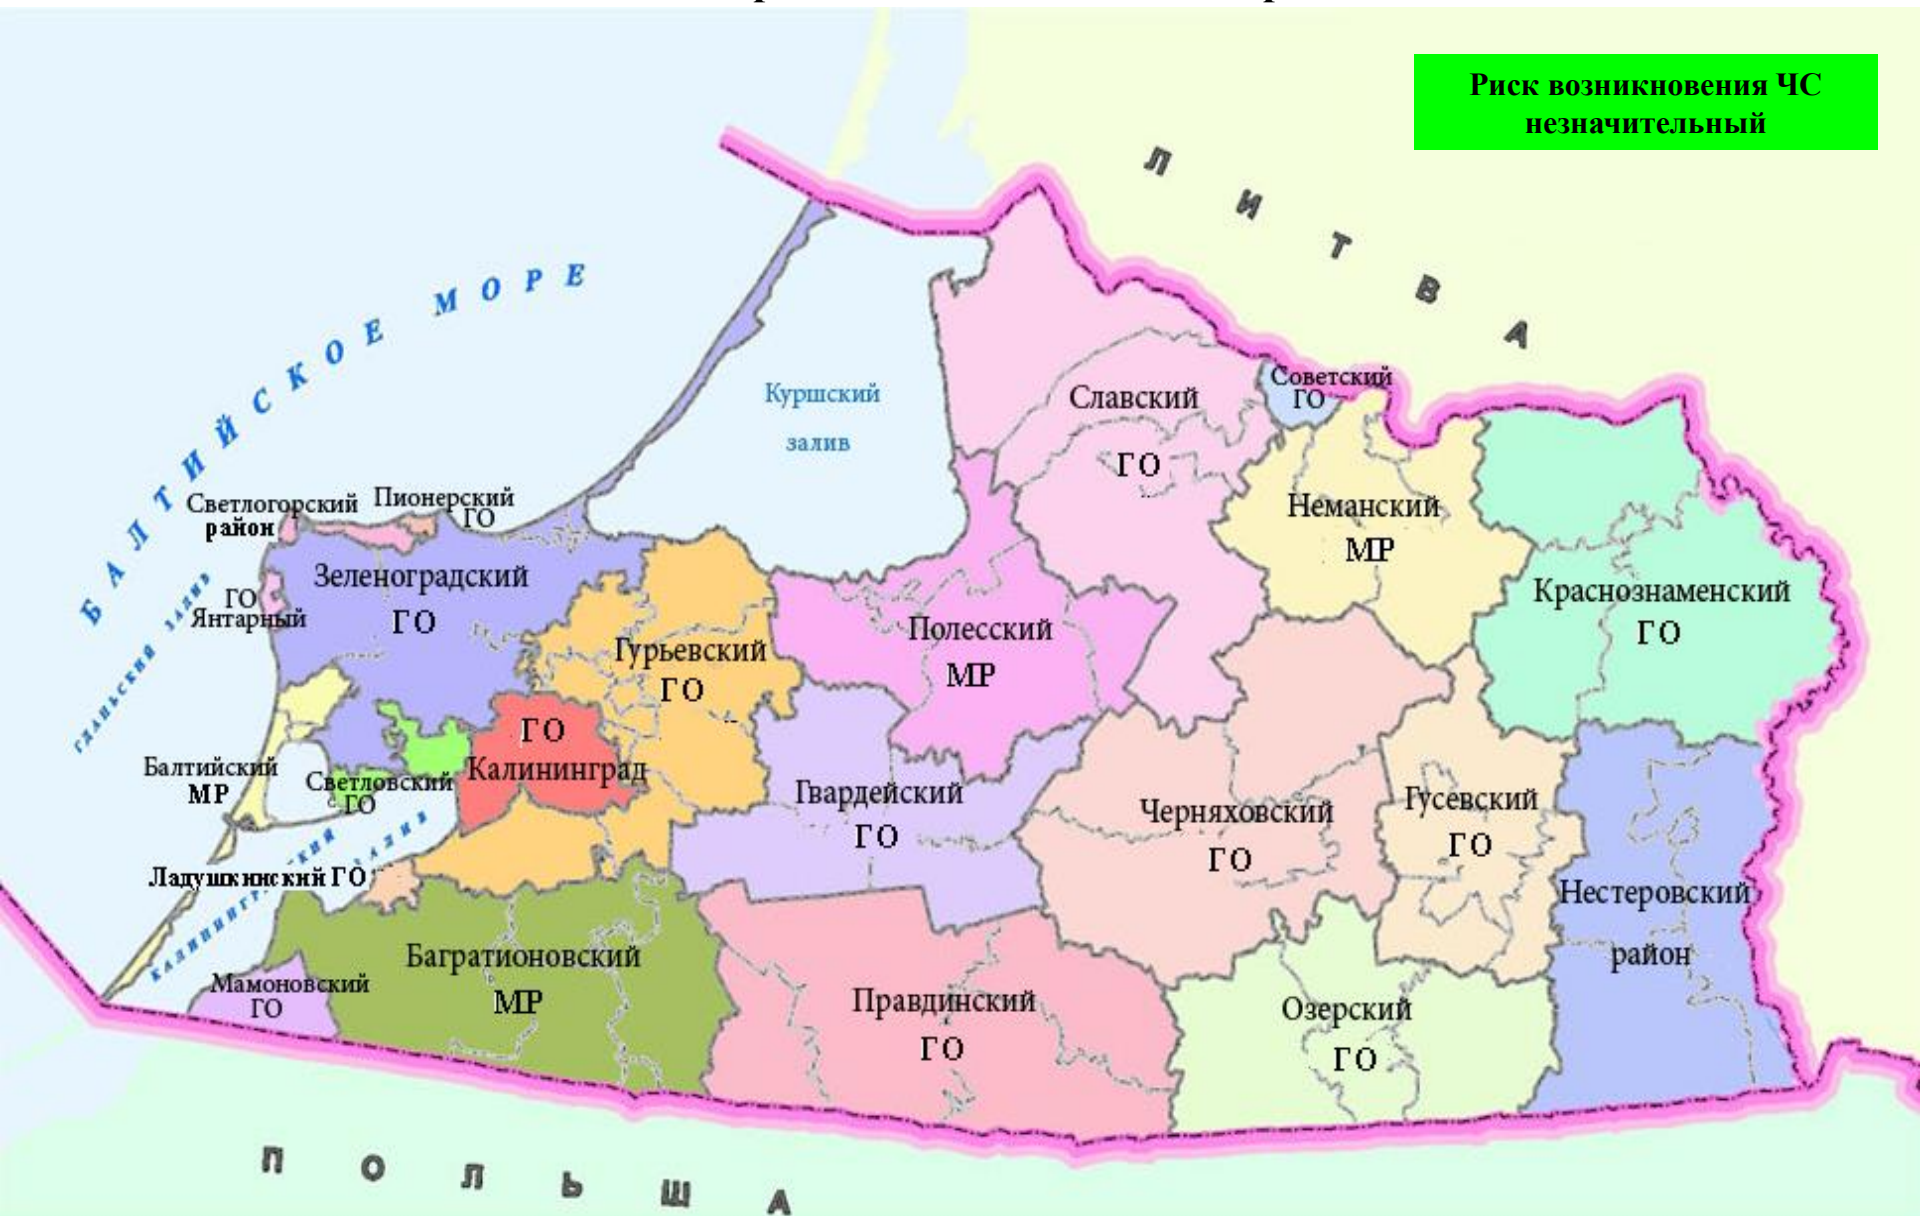 Риск возникновения ЧС
незначительный
ЛИТВА
БАЛТИЙСКОЕ МОРЕ
Куршский
залив
Славский
ГО
Советский
ГО
Неманский
МР
Краснознаменский
ГО
Светлогорский
район
Пионерский
ГО
Зеленоградский
ГО
ГО
Янтарный
ГДАНЬСКИЙ ЗАЛИВ
Гурьевский
ГО
Полесский
МР
ГО
Калининград
Балтийский
МР
Светловский
ГО
Гвардейский
ГО
Черняховский
ГО
Гусевский
ГО
Нестеровский
район
Ладушкинский ГО
Багратионовский
МР
Мамоновский
ГО
Правдинский
ГО
Озерский
ГО
ПОЛЬША